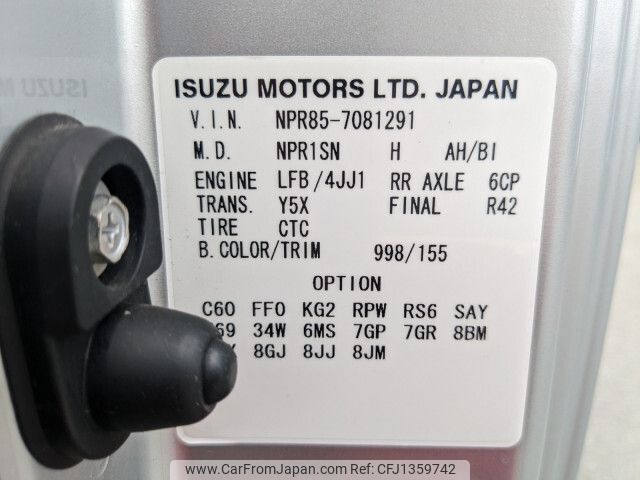 ISUZU MOTORS LTD. JAPAN
V.I.N. NPR85-7081291
M.D. NPR1SN H AH/BI
ENGINE LFB/4JJ1 RR AXLE 6CP
TRANS. Y5X FINAL R42
TIRE CTC
B.COLOR/TRIM 998/155
OPTION
C60 FF0 KG2 RPW RS6 SAY
34W 6MS 7GP 7GR 8BM
8GJ 8JJ 8JM
www.CarFromJapan.com - CFJ1359742